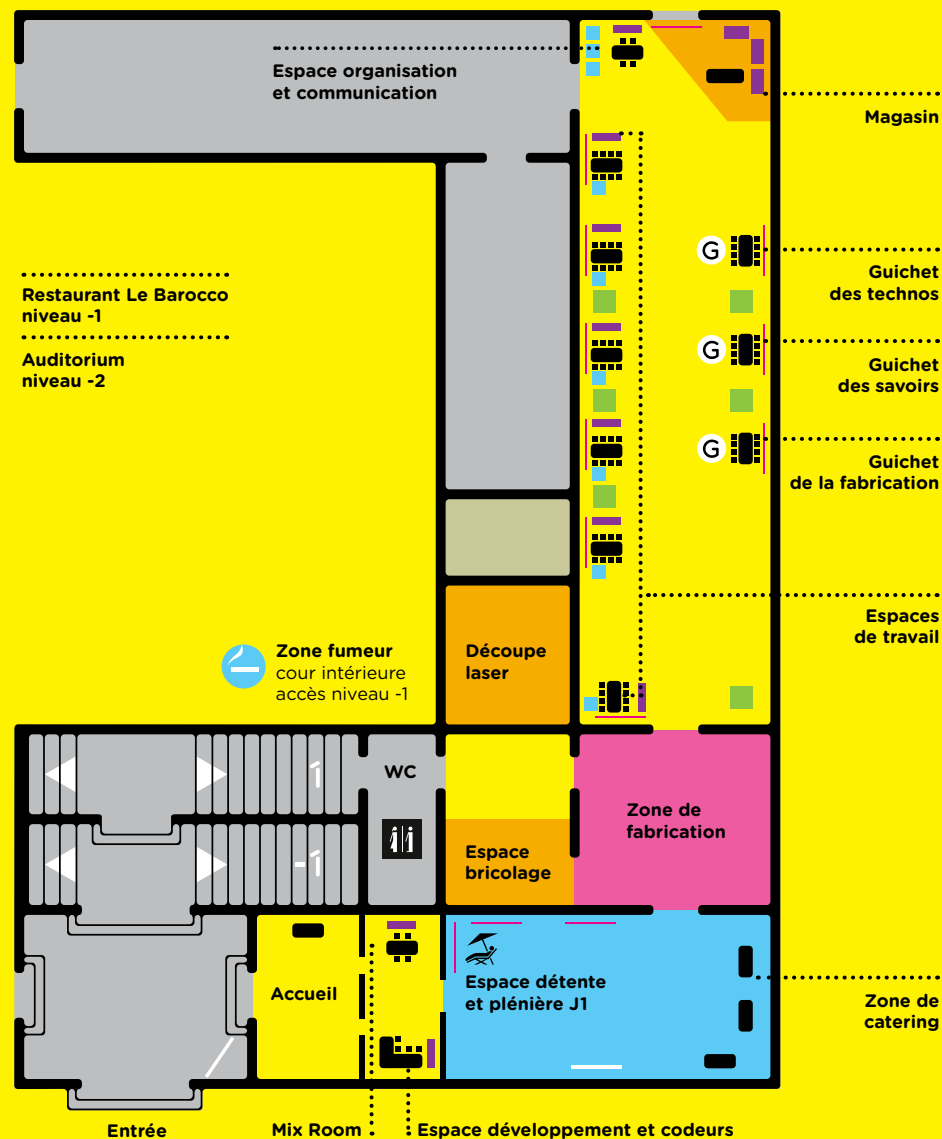 Espace organisation
et communication
Magasin
Restaurant Le Barocco
niveau -1
Auditorium
niveau -2
G
Guichet
des technos
G
Guichet
des savoirs
G
Guichet
de la fabrication
Espaces
de travail
Zone fumeur
cour intérieure
accès niveau -1
Découpe
laser
1
WC
Zone de
fabrication
-1
Espace
bricolage
Accueil
Espace détente
et plénière J1
Zone de
catering
Entrée
Mix Room
Espace développement et codeurs